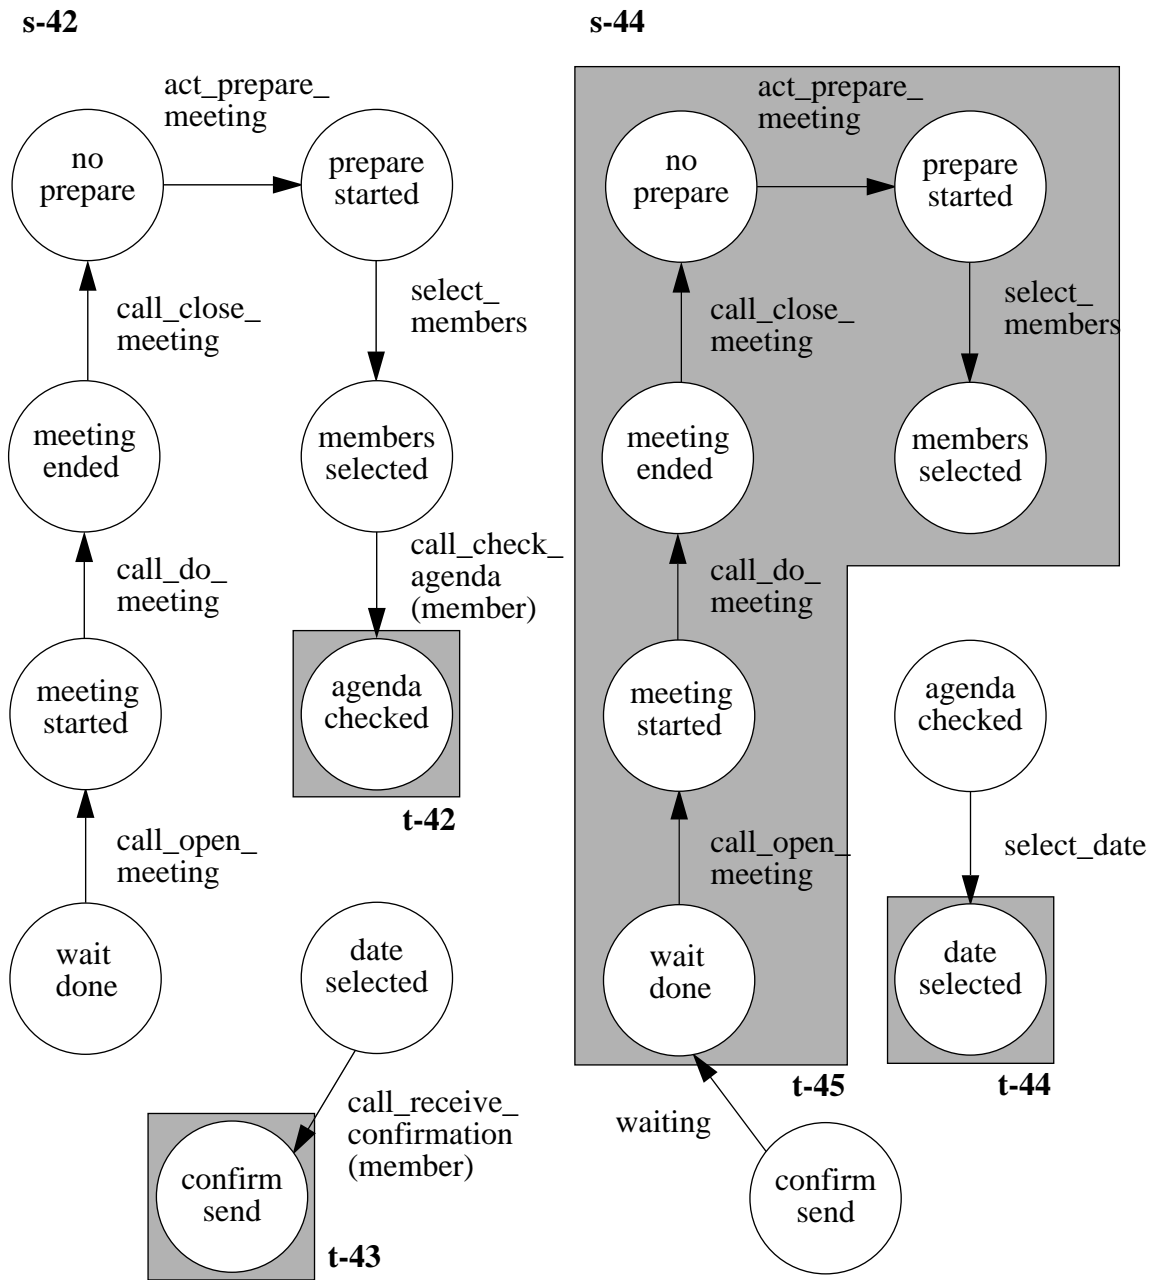 s-42
act_prepare_
meeting
no
prepare
prepare
started
call_close_
meeting
select_
members
meeting
ended
members
selected
call_do_
meeting
call_check_
agenda
(member)
meeting
started
agenda
checked
t-42
call_open_
meeting
wait
done
date
selected
call_receive_
confirmation
(member)
confirm
send
t-43
s-44
act_prepare_
meeting
no
prepare
prepare
started
call_close_
meeting
select_
members
meeting
ended
members
selected
call_do_
meeting
meeting
started
agenda
checked
call_open_
meeting
select_date
wait
done
date
selected
t-45
t-44
waiting
confirm
send